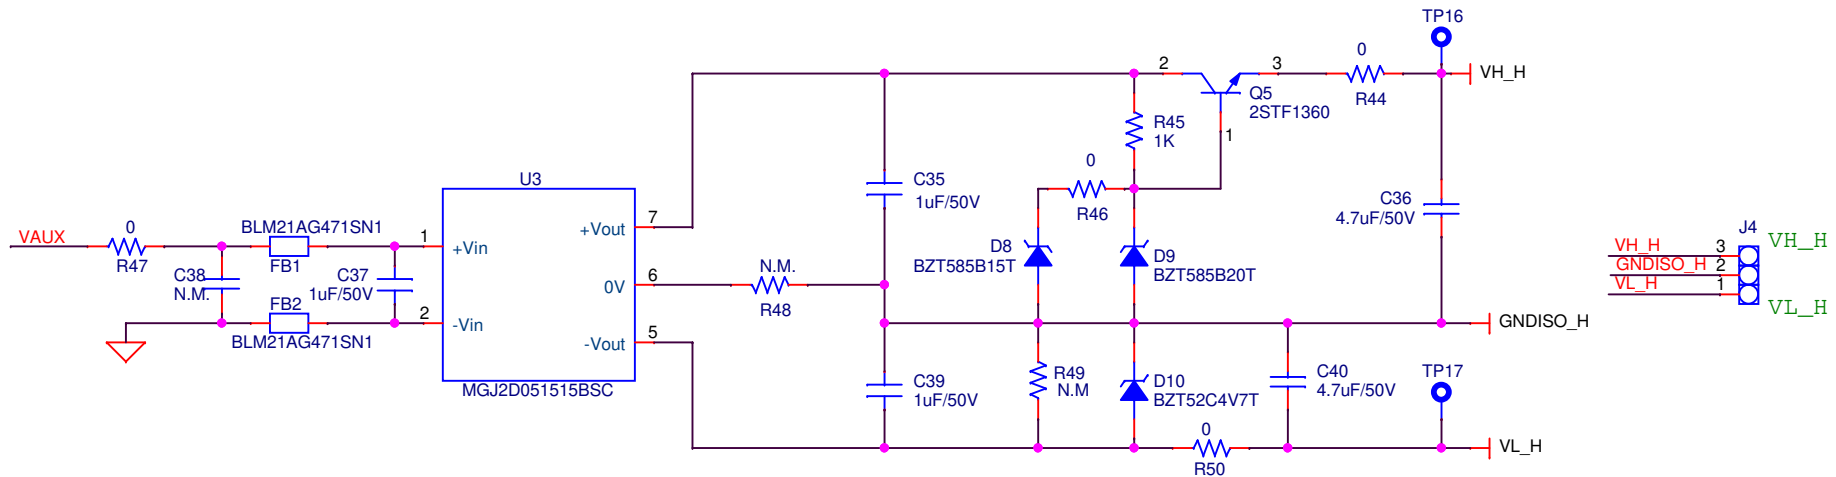 TP16
0
R44
VH_H
2
3
Q5
2STF1360
1
R45
1K
0
R46
C35
1uF/50V
C36
4.7uF/50V
U3
MGJ2D051515BSC
+Vin
-Vin
+Vout
0V
-Vout
1
2
7
6
5
VAUX
0
R47
BLM21AG471SN1
FB1
C38
N.M.
C37
1uF/50V
FB2
BLM21AG471SN1
N.M.
R48
D8
BZT585B15T
D9
BZT585B20T
GNDISO_H
C39
1uF/50V
R49
N.M
D10
BZT52C4V7T
C40
4.7uF/50V
TP17
0
R50
VL_H
J4
VH_H
3
VH_H
GNDISO_H
2
VL_H
1
VL_H